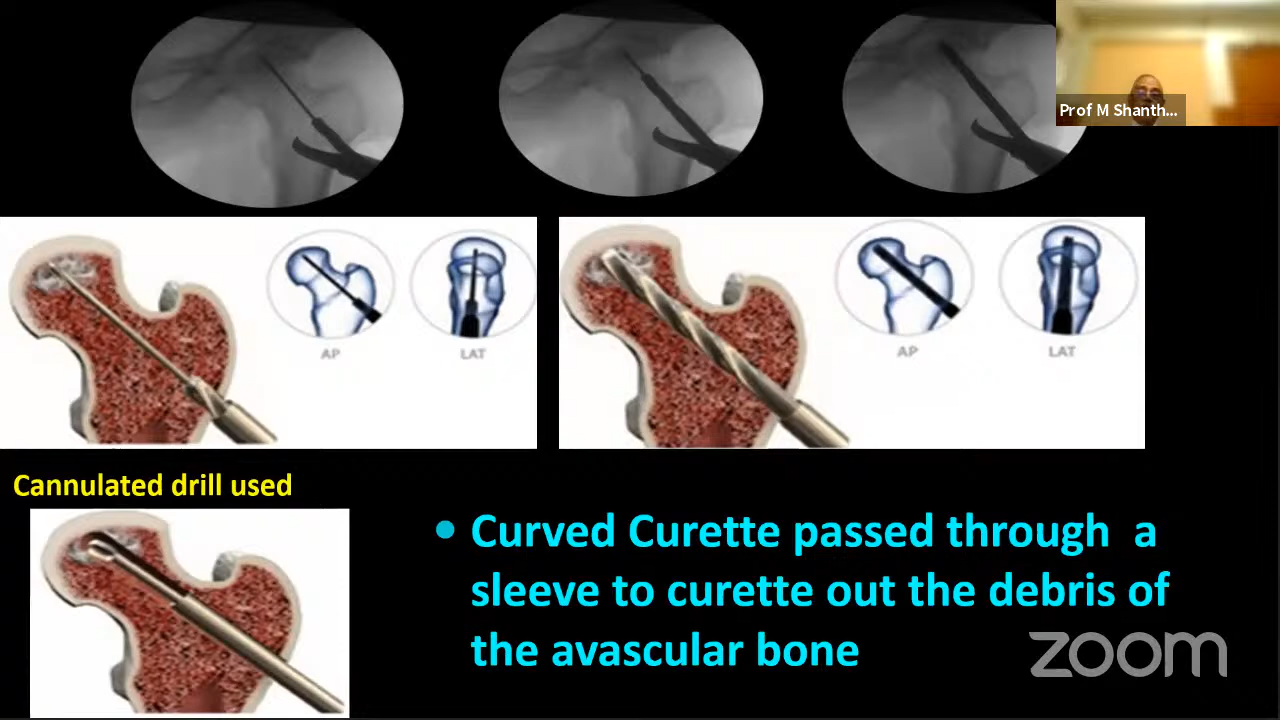 Prof M Shanth...
AP
LAT
AP
LAT
Cannulated drill used
• Curved Curette passed through a
sleeve to curette out the debris of
the avascular bone
zoom